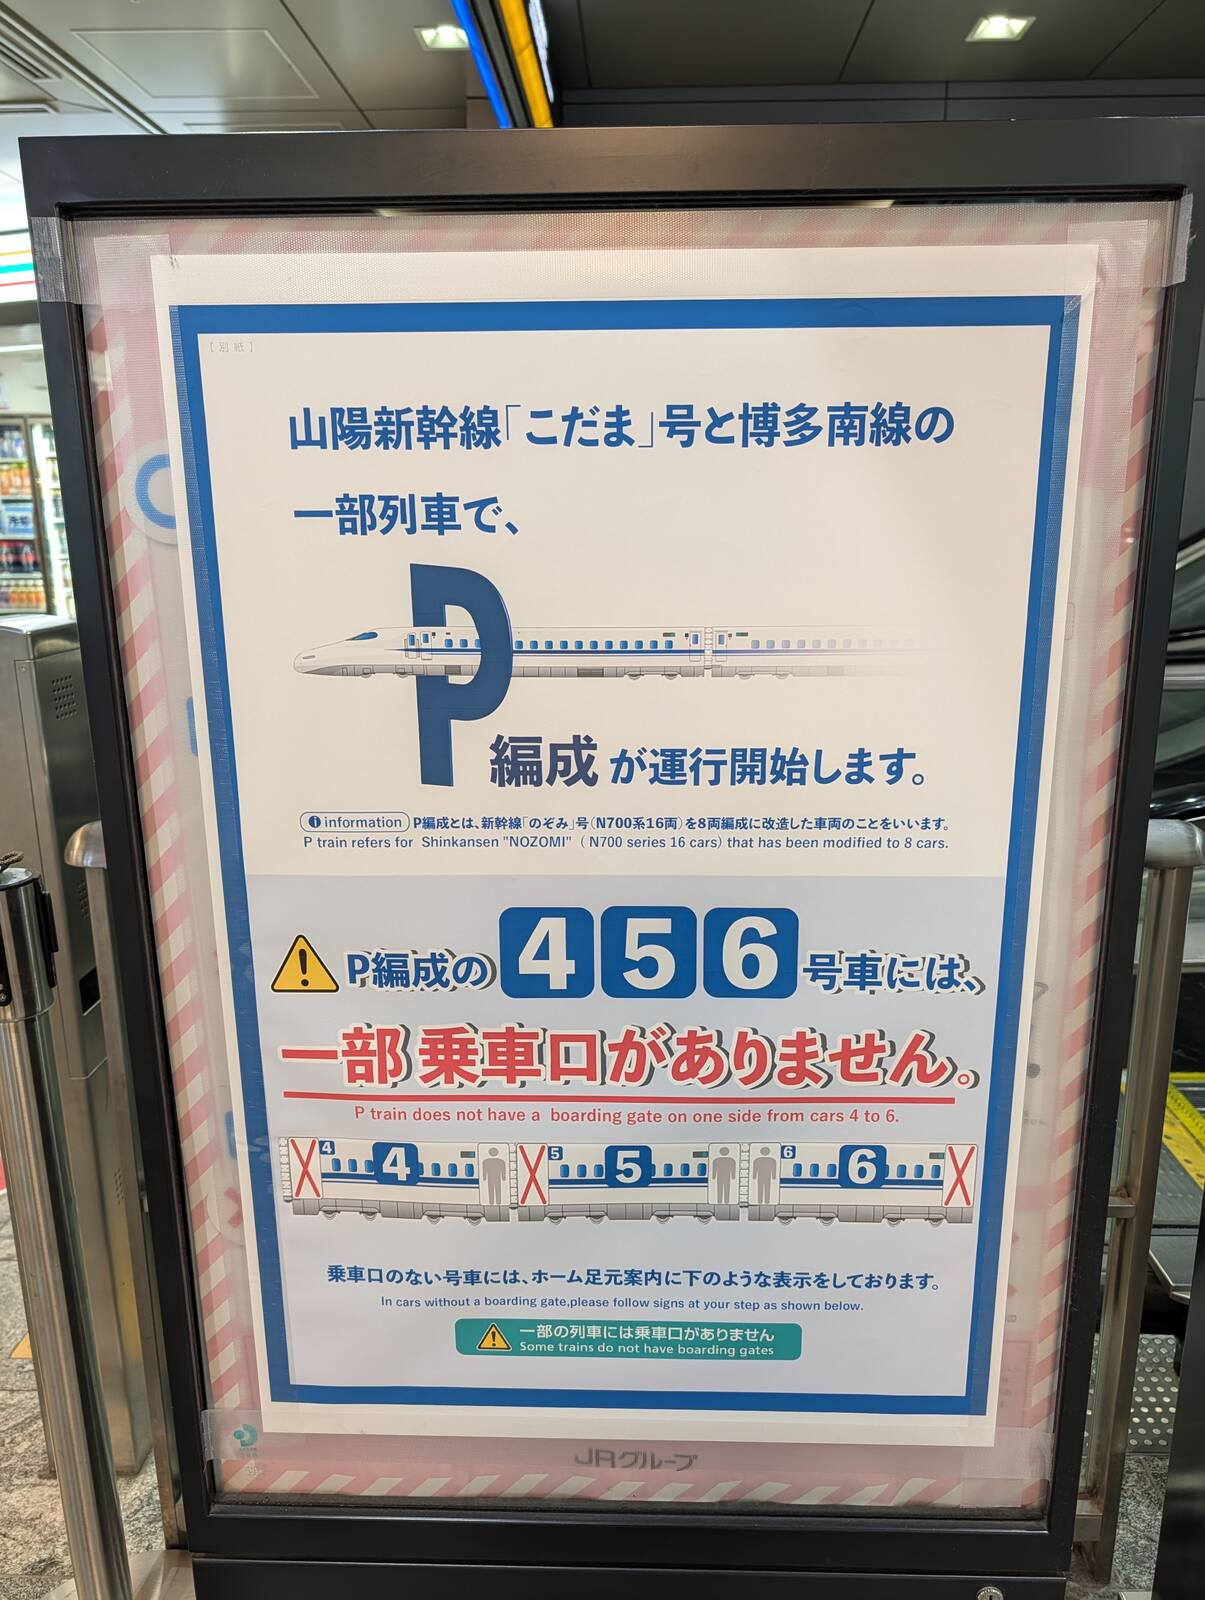 【別紙】
山陽新幹線「こだま」号と博多南線の
一部列車で、
P
編成が運行開始します。
information P編成とは、新幹線「のぞみ」号(N700系16両)を8両編成に改造した車両のことをいいます。
P train refers for Shinkansen "NOZOMI" ( N700 series 16 cars) that has been modified to 8 cars.
P編成の 4 5 6 号車には、
一部 乗車口がありません。
P train does not have a boarding gate on one side from cars 4 to 6.
4 4 5 5 6 6
乗車口のない号車には、ホーム足元案内に下のような表示をしております。
In cars without a boarding gate,please follow signs at your step as shown below.
一部の列車には乗車口がありません
Some trains do not have boarding gates
JRグループ